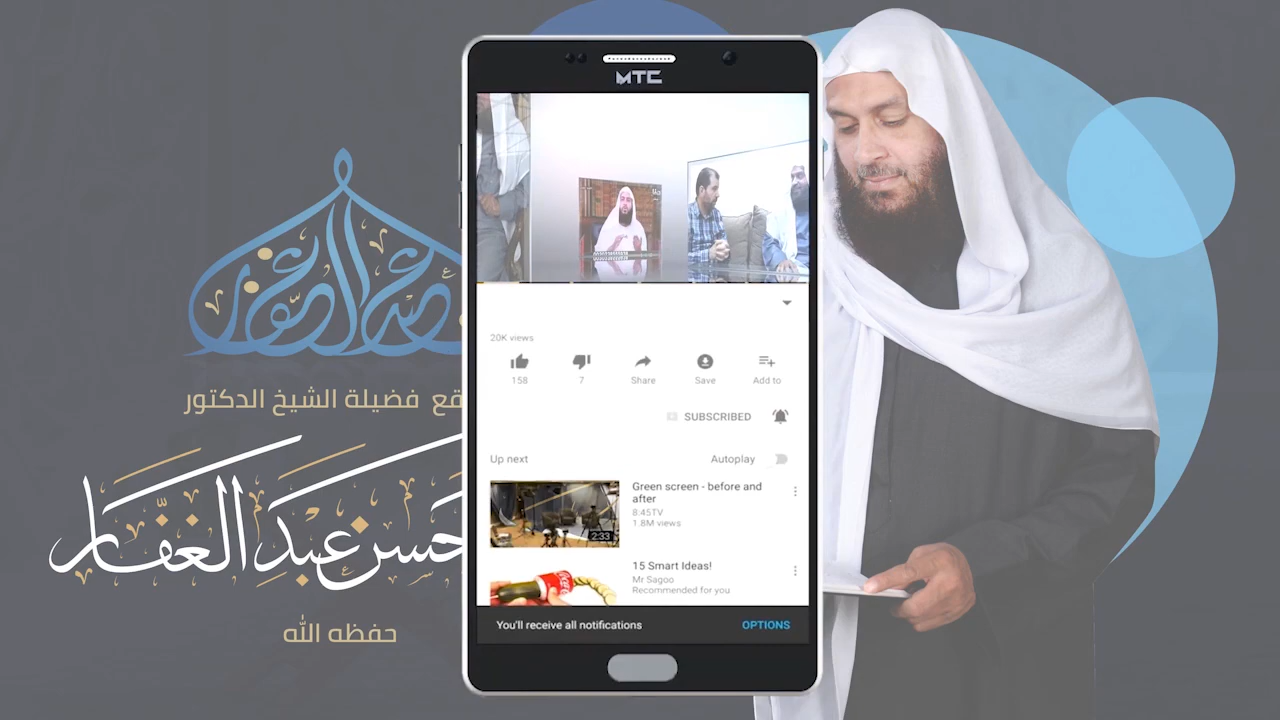 قع فضيلة الشيخ الدكتور
حسن عبد الغفار
حفظه الله
MTC
20K views
158
7
Share
Save
Add to
SUBSCRIBED
Up next
Autoplay
Green screen - before and
after
8:45TV
1.8M views
2:33
15 Smart Ideas!
Mr Sagoo
Recommended for you
You'll receive all notifications
OPTIONS